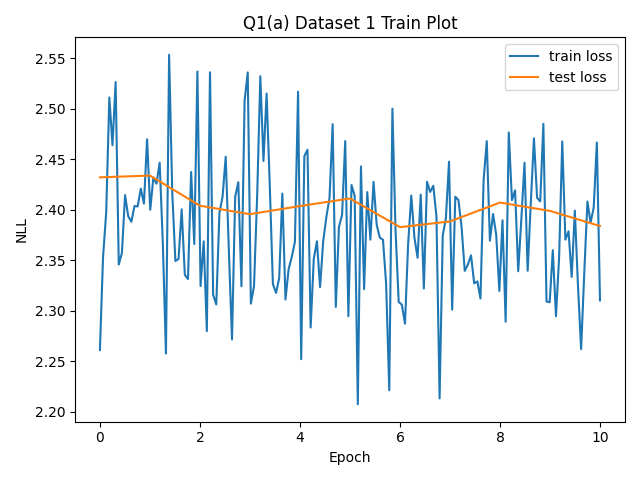 Q1(a) Dataset 1 Train Plot
train loss
test loss
NLL
2.55
2.50
2.45
2.40
2.35
2.30
2.25
2.20
0 2 4 6 8 10
Epoch